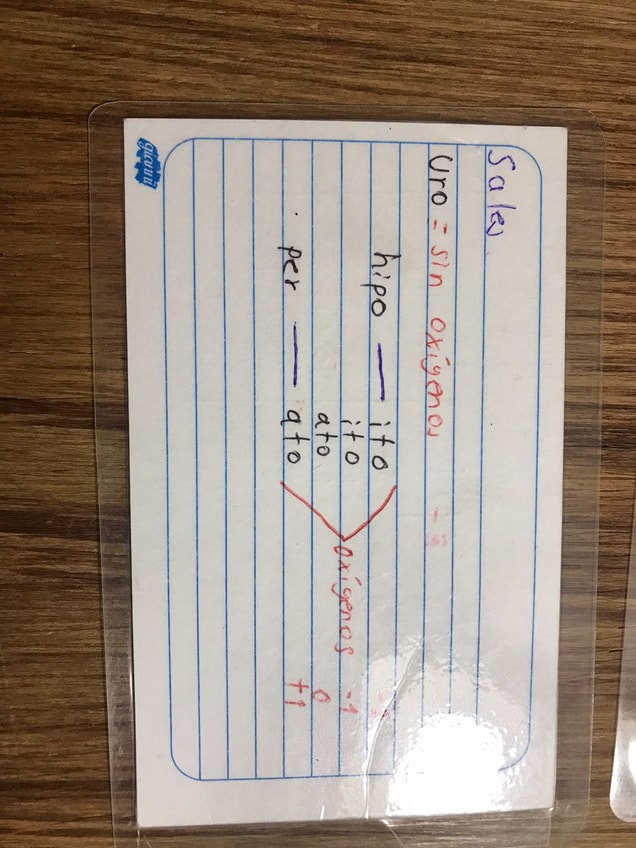 Sales
Uro = sin oxígenos -
hipo — ito
ito oxígenos -1
ato 0
. per — ato +1